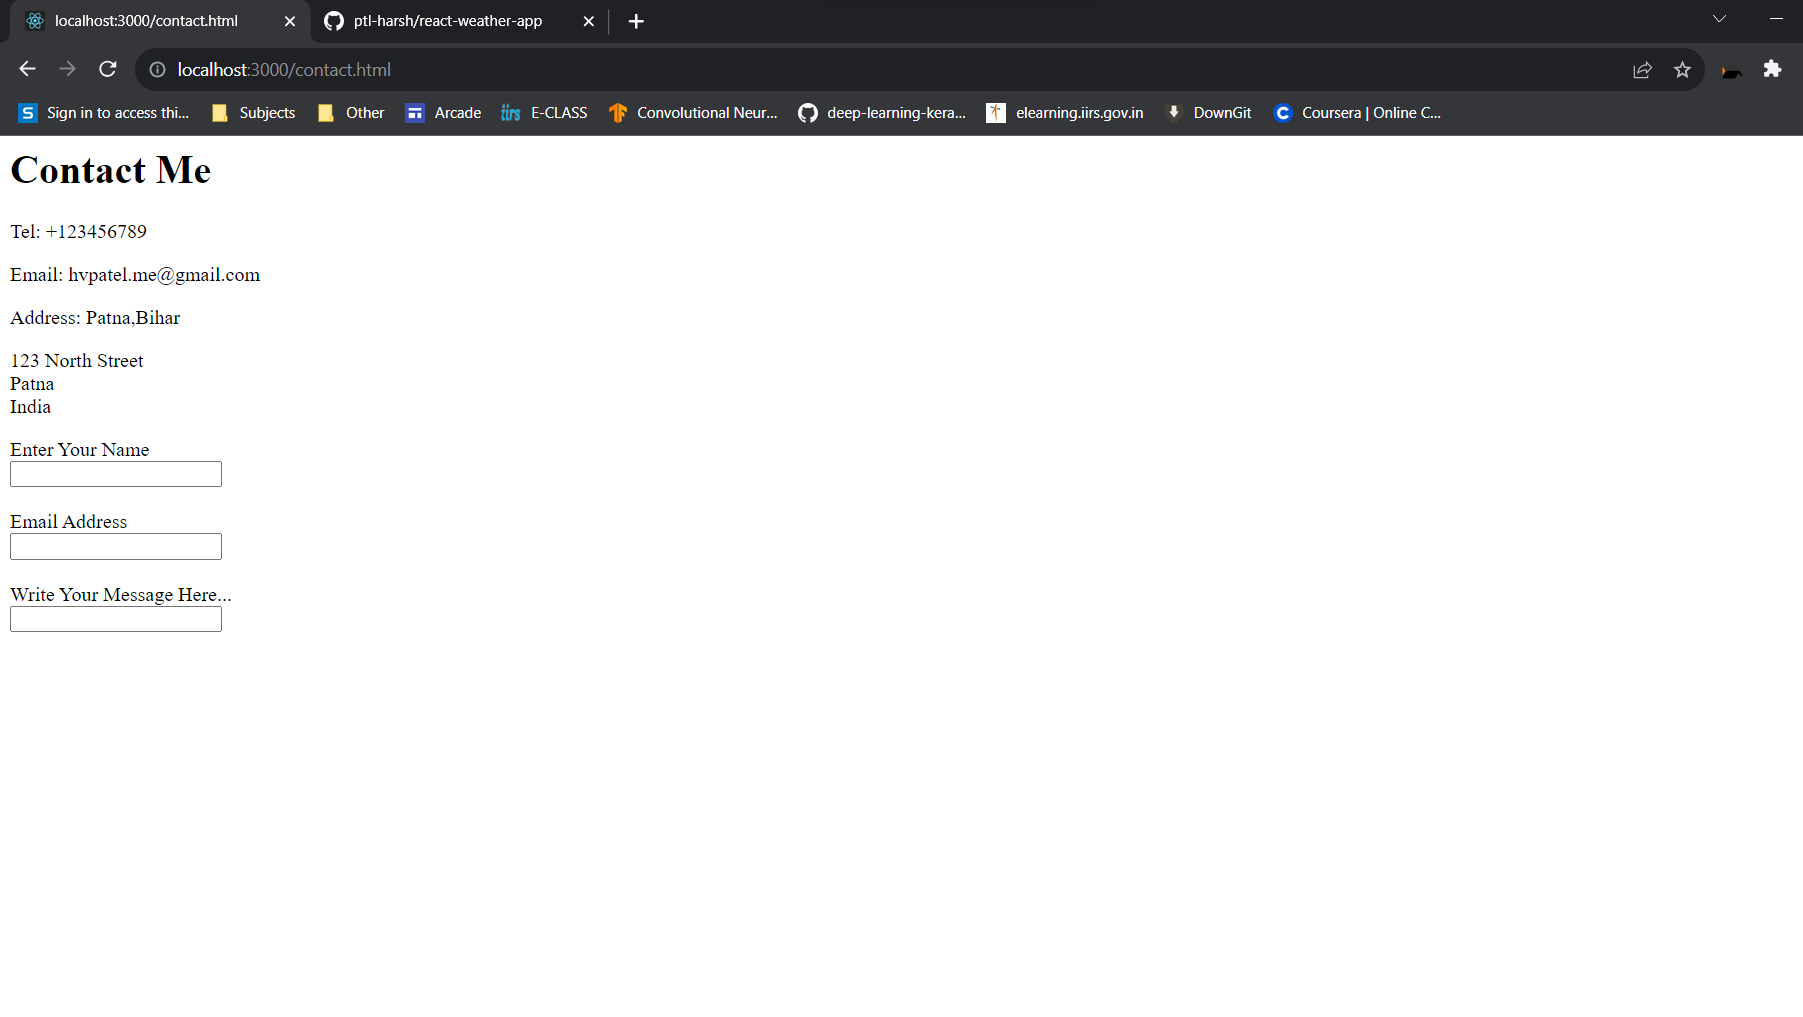 localhost:3000/contact.html
ptl-harsh/react-weather-app
localhost:3000/contact.html
S Sign in to access thi... Subjects Other Arcade iirs E-CLASS Convolutional Neur... deep-learning-kera... elearning.iirs.gov.in DownGit C Coursera | Online C...
Contact Me
Tel: +123456789
Email: hvpatel.me@gmail.com
Address: Patna,Bihar
123 North Street
Patna
India
Enter Your Name
Email Address
Write Your Message Here...